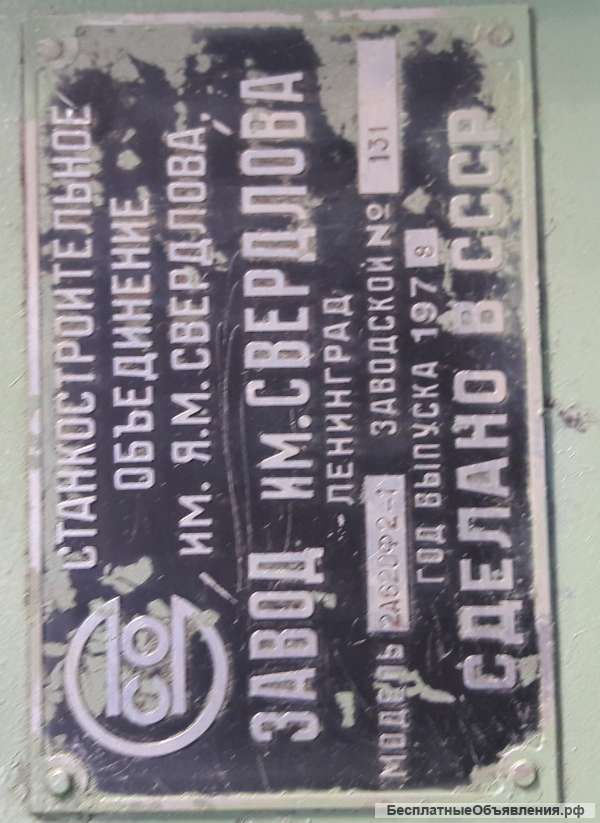 СТАНКОСТРОИТЕЛЬНОЕ
ОБЪЕДИНЕНИЕ
ИМ. Я.М. СВЕРДЛОВА,
ЗАВОД ИМ. СВЕРДЛОВА
ЛЕНИНГРАД
МОДЕЛЬ 2А620Ф2-1 ЗАВОДСКОЙ № 131
ГОД ВЫПУСКА 1978
СДЕЛАНО В СССР
БесплатныеОбъявления.рф